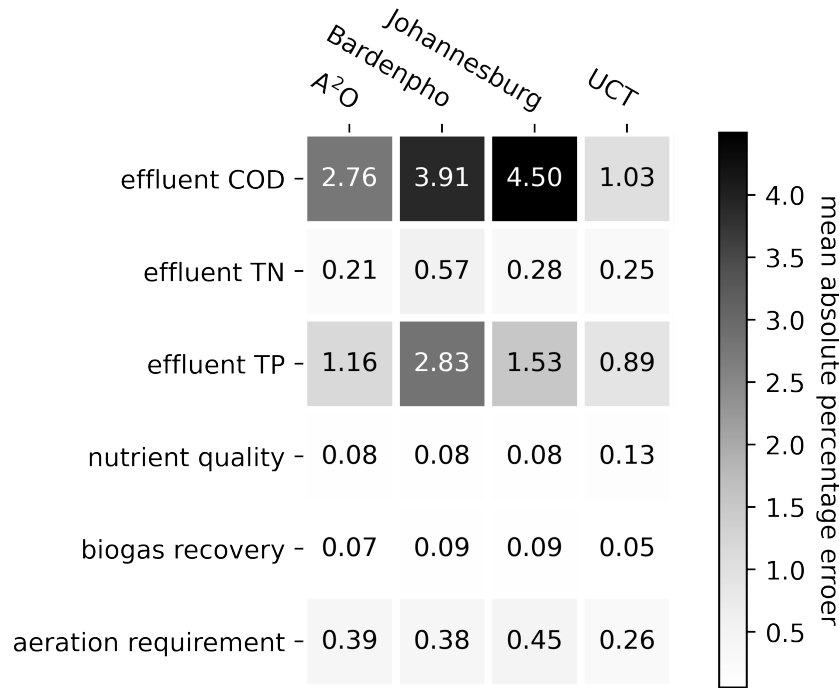 A²O Bardenpho Johannesburg UCT
effluent COD 2.76 3.91 4.50 1.03
effluent TN 0.21 0.57 0.28 0.25
effluent TP 1.16 2.83 1.53 0.89
nutrient quality 0.08 0.08 0.08 0.13
biogas recovery 0.07 0.09 0.09 0.05
aeration requirement 0.39 0.38 0.45 0.26
4.0
3.5
3.0
2.5
2.0
1.5
1.0
0.5
mean absolute percentage erroer